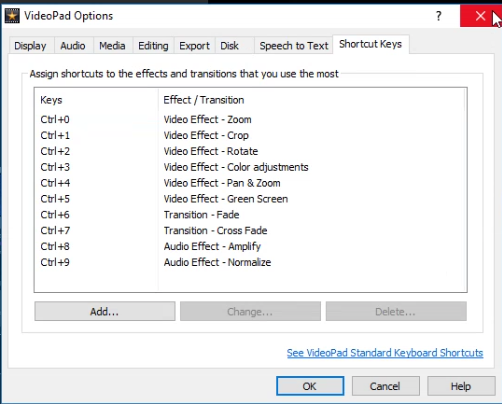 VideoPad Options ?
Display Audio Media Editing Export Disk Speech to Text Shortcut Keys
Assign shortcuts to the effects and transitions that you use the most
Keys Effect / Transition
Ctrl+0 Video Effect - Zoom
Ctrl+1 Video Effect - Crop
Ctrl+2 Video Effect - Rotate
Ctrl+3 Video Effect - Color adjustments
Ctrl+4 Video Effect - Pan & Zoom
Ctrl+5 Video Effect - Green Screen
Ctrl+6 Transition - Fade
Ctrl+7 Transition - Cross Fade
Ctrl+8 Audio Effect - Amplify
Ctrl+9 Audio Effect - Normalize
Add... Change... Delete...
See VideoPad Standard Keyboard Shortcuts
OK Cancel Help